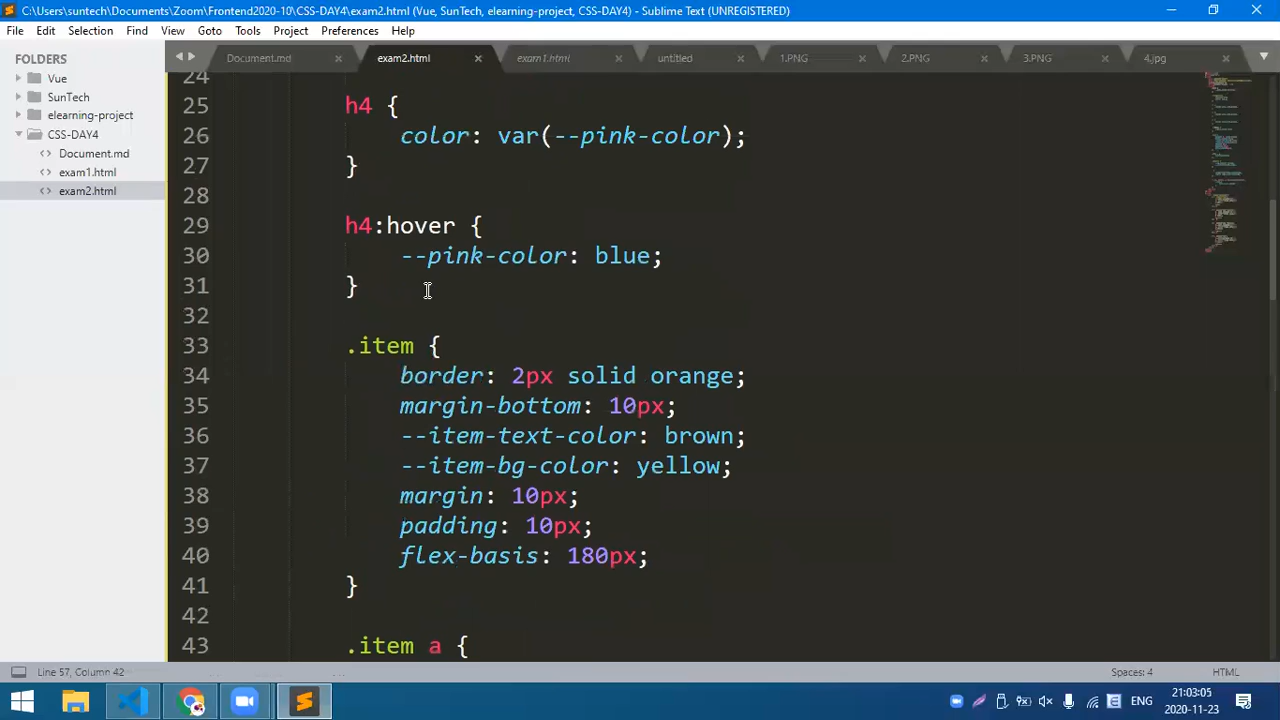 C:\Users\suntech\Documents\Zoom\Frontend2020-10\CSS-DAY4\exam2.html (Vue, SunTech, elearning-project, CSS-DAY4) - Sublime Text (UNREGISTERED)
File Edit Selection Find View Goto Tools Project Preferences Help
FOLDERS
Vue
SunTech
elearning-project
CSS-DAY4
Document.md
exam1.html
exam2.html
Document.md exam2.html exam1.html untitled 1.PNG 2.PNG 3.PNG 4.jpg
24
25 h4 {
26 color: var(--pink-color);
27 }
28
29 h4:hover {
30 --pink-color: blue;
31 }
32
33 .item {
34 border: 2px solid orange;
35 margin-bottom: 10px;
36 --item-text-color: brown;
37 --item-bg-color: yellow;
38 margin: 10px;
39 padding: 10px;
40 flex-basis: 180px;
41 }
42
43 .item a {
Line 57, Column 42 Spaces: 4 HTML
ENG
21:03:05
2020-11-23